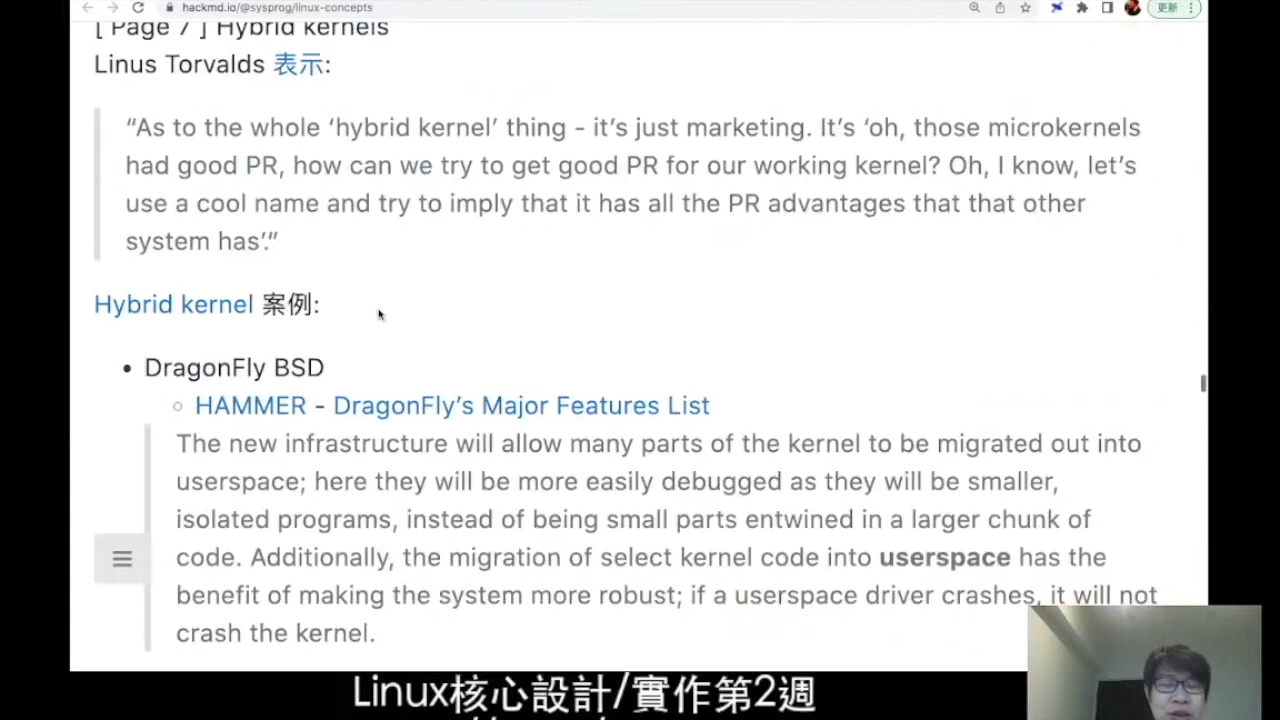 hackmd.io/@sysprog/linux-concepts
更新
[ Page 7 ] Hybrid kernels
Linus Torvalds 表示:
“As to the whole ‘hybrid kernel’ thing - it’s just marketing. It’s ‘oh, those microkernels
had good PR, how can we try to get good PR for our working kernel? Oh, I know, let’s
use a cool name and try to imply that it has all the PR advantages that that other
system has’.”
Hybrid kernel 案例:
• DragonFly BSD
○ HAMMER - DragonFly’s Major Features List
The new infrastructure will allow many parts of the kernel to be migrated out into
userspace; here they will be more easily debugged as they will be smaller,
isolated programs, instead of being small parts entwined in a larger chunk of
code. Additionally, the migration of select kernel code into userspace has the
benefit of making the system more robust; if a userspace driver crashes, it will not
crash the kernel.
Linux核心設計/實作第2週